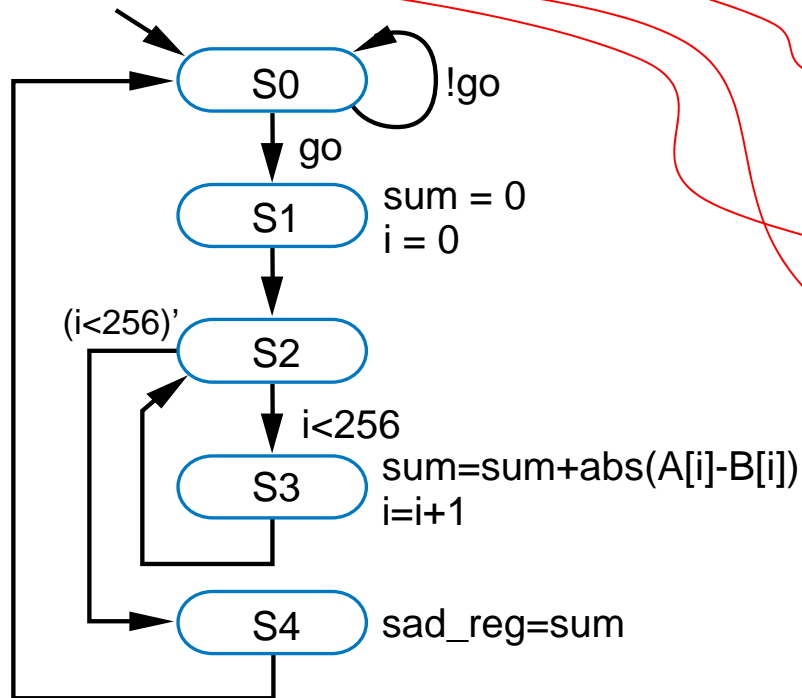 S0
!go
go
S1
sum = 0
i = 0
(i<256)’
S2
i<256
S3
sum=sum+abs(A[i]-B[i])
i=i+1
S4
sad_reg=sum